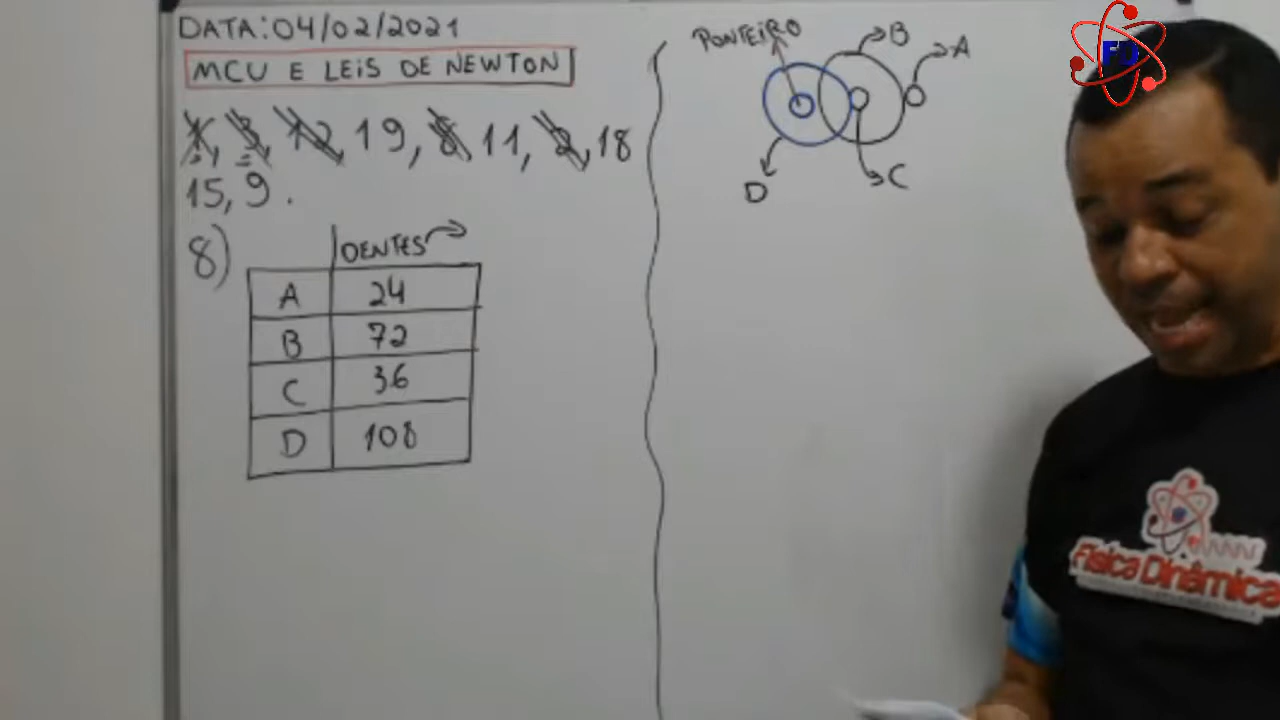 DATA: 04/02/2021
MCU E LEIS DE NEWTON
1, 3, 12, 19, 8, 11, 2, 18
15, 9.
8)
DENTES
A 24
B 72
C 36
D 108
PONTEIRO
B
A
D
C
FD
Física Dinâmica